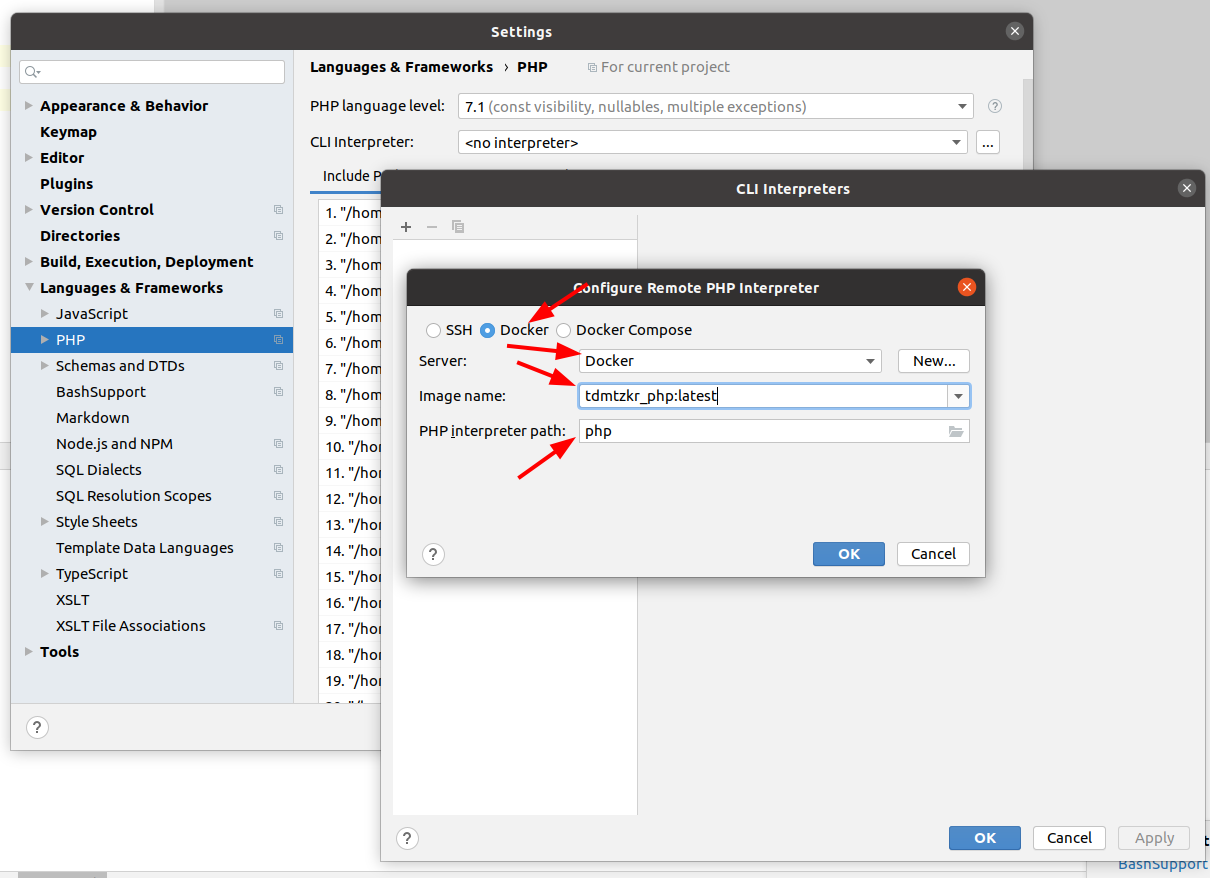 Settings
Languages & Frameworks › PHP For current project
Appearance & Behavior
Keymap
Editor
Plugins
Version Control
Directories
Build, Execution, Deployment
Languages & Frameworks
JavaScript
PHP
Schemas and DTDs
BashSupport
Markdown
Node.js and NPM
SQL Dialects
SQL Resolution Scopes
Style Sheets
Template Data Languages
TypeScript
XSLT
XSLT File Associations
Tools
?
PHP language level: 7.1 (const visibility, nullables, multiple exceptions) ?
CLI Interpreter: <no interpreter> ...
Include P
1. "/hom
2. "/hom
3. "/hom
4. "/hom
5. "/hom
6. "/hom
7. "/hom
8. "/hom
9. "/hom
10. "/hor
11. "/hor
12. "/hor
13. "/hor
14. "/hor
15. "/hor
16. "/hor
17. "/hor
18. "/hor
19. "/hor
CLI Interpreters
Configure Remote PHP Interpreter
SSH Docker Docker Compose
Server: Docker New...
Image name: tdmtzkr_php:latest
PHP interpreter path: php
? OK Cancel
? OK Cancel Apply
BashSupport